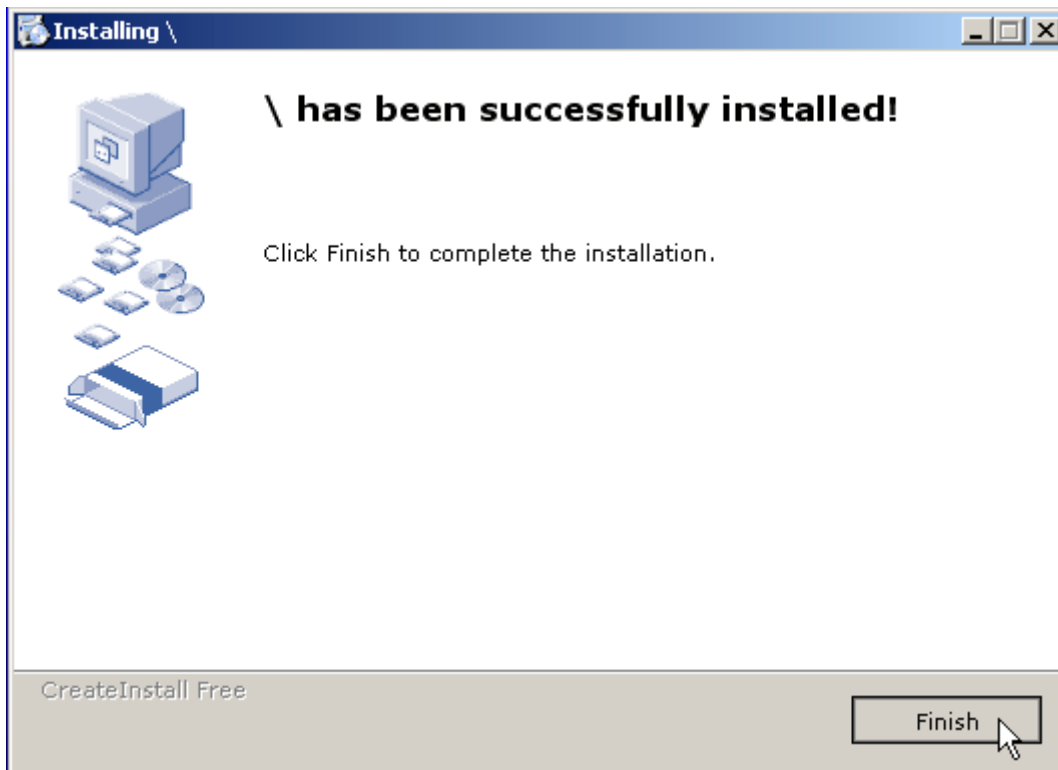 Installing \
\ has been successfully installed!
Click Finish to complete the installation.
CreateInstall Free
Finish